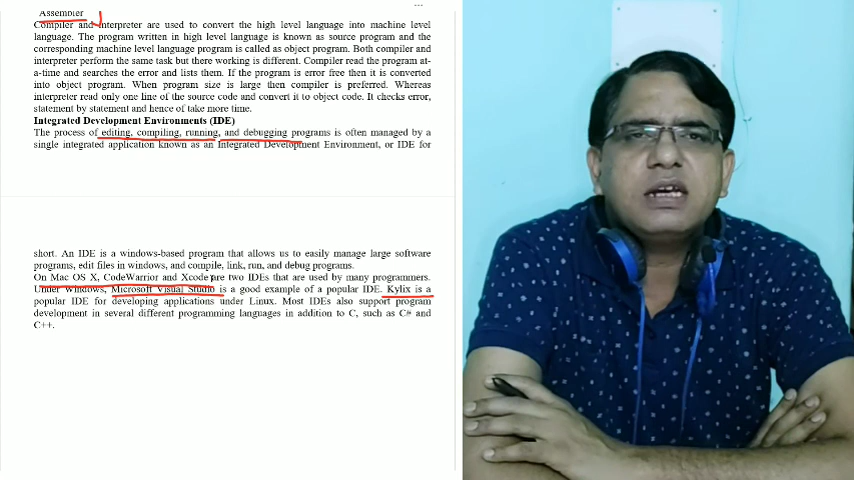 Assembler
Compiler and interpreter are used to convert the high level language into machine level
language. The program written in high level language is known as source program and the
corresponding machine level language program is called as object program. Both compiler and
interpreter perform the same task but there working is different. Compiler read the program at-
a-time and searches the error and lists them. If the program is error free then it is converted
into object program. When program size is large then compiler is preferred. Whereas
interpreter read only one line of the source code and convert it to object code. It checks error,
statement by statement and hence of take more time.
Integrated Development Environments (IDE)
The process of editing, compiling, running, and debugging programs is often managed by a
single integrated application known as an Integrated Development Environment, or IDE for
short. An IDE is a windows-based program that allows us to easily manage large software
programs, edit files in windows, and compile, link, run, and debug programs.
On Mac OS X, CodeWarrior and Xcode are two IDEs that are used by many programmers.
Under Windows, Microsoft Visual Studio is a good example of a popular IDE. Kylix is a
popular IDE for developing applications under Linux. Most IDEs also support program
development in several different programming languages in addition to C, such as C# and
C++.